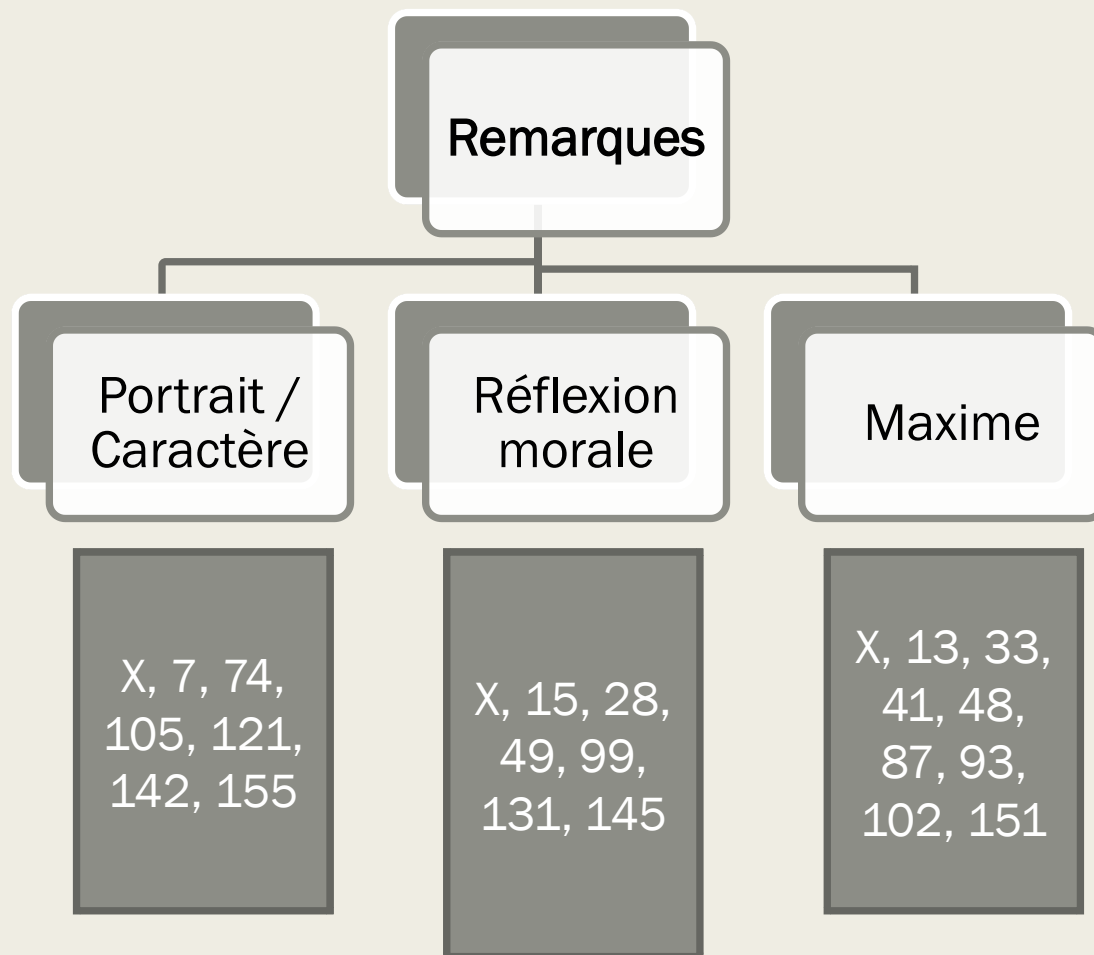 Remarques
Portrait /
Caractère
Réflexion
morale
Maxime
X, 7, 74,
105, 121,
142, 155
X, 15, 28,
49, 99,
131, 145
X, 13, 33,
41, 48,
87, 93,
102, 151